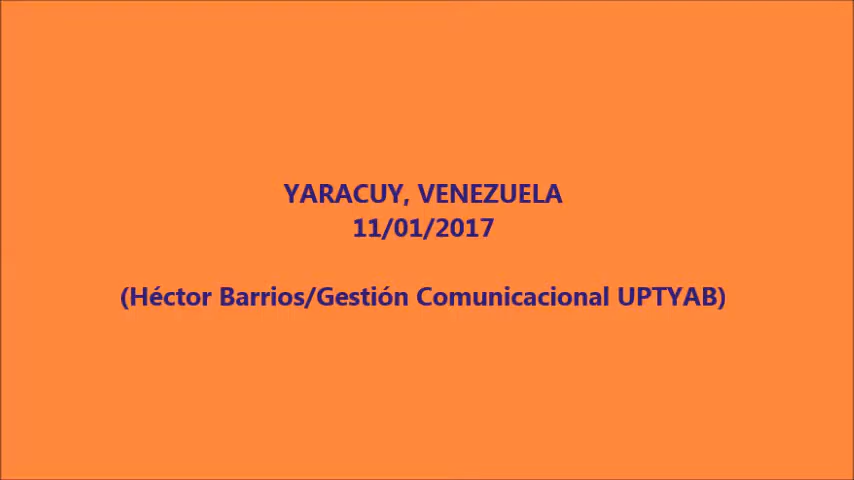 YARACUY, VENEZUELA
11/01/2017
(Héctor Barrios/Gestión Comunicacional UPTYAB)